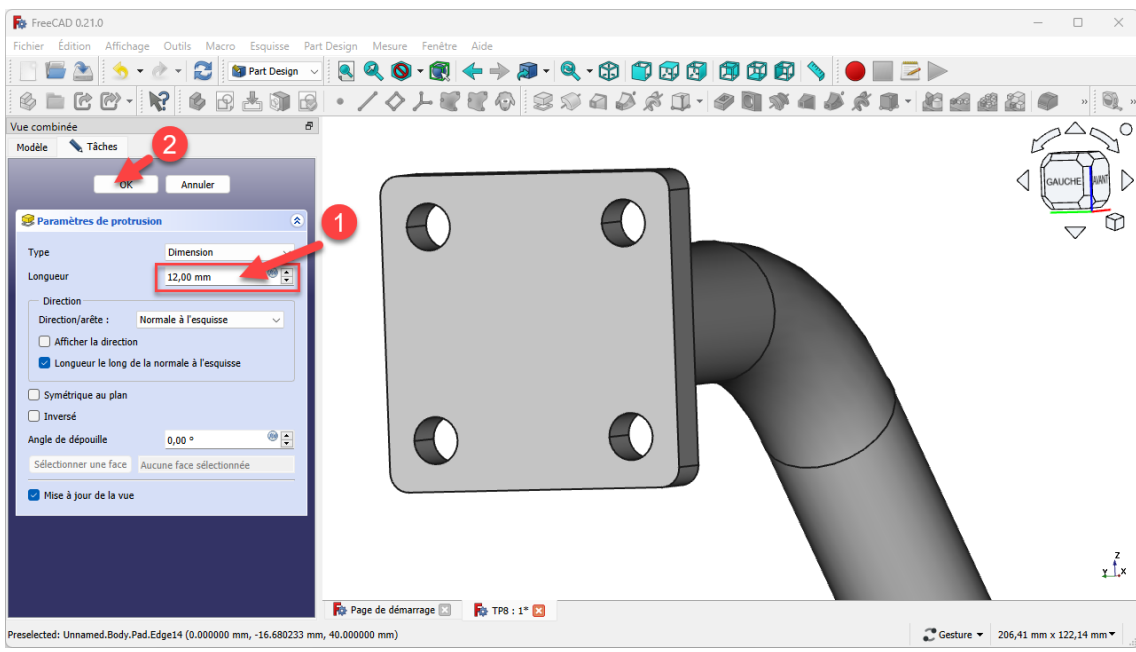 FreeCAD 0.21.0
Fichier Édition Affichage Outils Macro Esquisse Part Design Mesure Fenêtre Aide
Part Design
Vue combinée
Modèle Tâches
2
OK Annuler
Paramètres de protrusion
1
Type Dimension
Longueur 12,00 mm
Direction
Direction/arête : Normale à l'esquisse
Afficher la direction
Longueur le long de la normale à l'esquisse
Symétrique au plan
Inversé
Angle de dépouille 0,00 °
Sélectionner une face Aucune face sélectionnée
Mise à jour de la vue
GAUCHE AVANT
Z
Y X
Page de démarrage TP8 : 1*
Preselected: Unnamed.Body.Pad.Edge14 (0.000000 mm, -16.680233 mm, 40.000000 mm) Gesture 206,41 mm x 122,14 mm